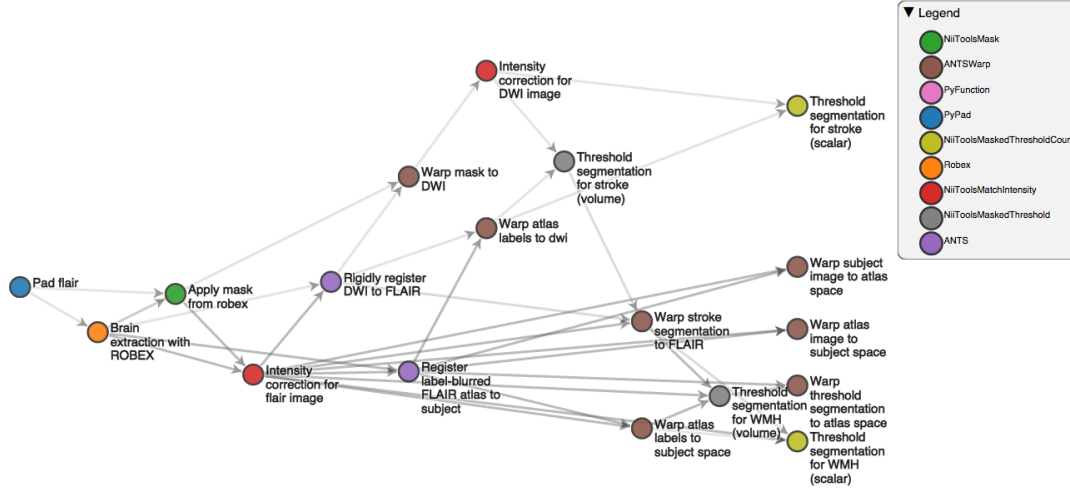 ▼ Legend
NiiToolsMask
ANTSWarp
PyFunction
PyPad
NiiToolsMaskedThresholdCoun
Robex
NiiToolsMatchIntensity
NiiToolsMaskedThreshold
ANTS
Intensity
correction for
DWI image
Threshold
segmentation
for stroke
(scalar)
Threshold
segmentation
for stroke
(volume)
Warp mask to
DWI
Warp atlas
labels to dwi
Warp subject
image to atlas
space
Pad flair
Apply mask
from robex
Rigidly register
DWI to FLAIR
Warp stroke
segmentation
to FLAIR
Warp atlas
image to
subject space
Brain
extraction with
ROBEX
Intensity
correction for
flair image
Register
label-blurred
FLAIR atlas to
subject
Warp
threshold
segmentation
to atlas space
Threshold
segmentation
for WMH
(volume)
Warp atlas
labels to
subject space
Threshold
segmentation
for WMH
(scalar)